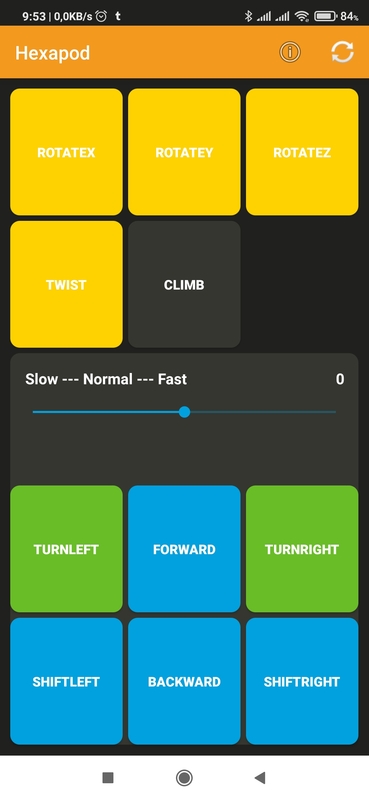 9:53 | 0,0KB/s t 84%
Hexapod
ROTATEX ROTATEY ROTATEZ
TWIST CLIMB
Slow --- Normal --- Fast 0
TURNLEFT FORWARD TURNRIGHT
SHIFTLEFT BACKWARD SHIFTRIGHT